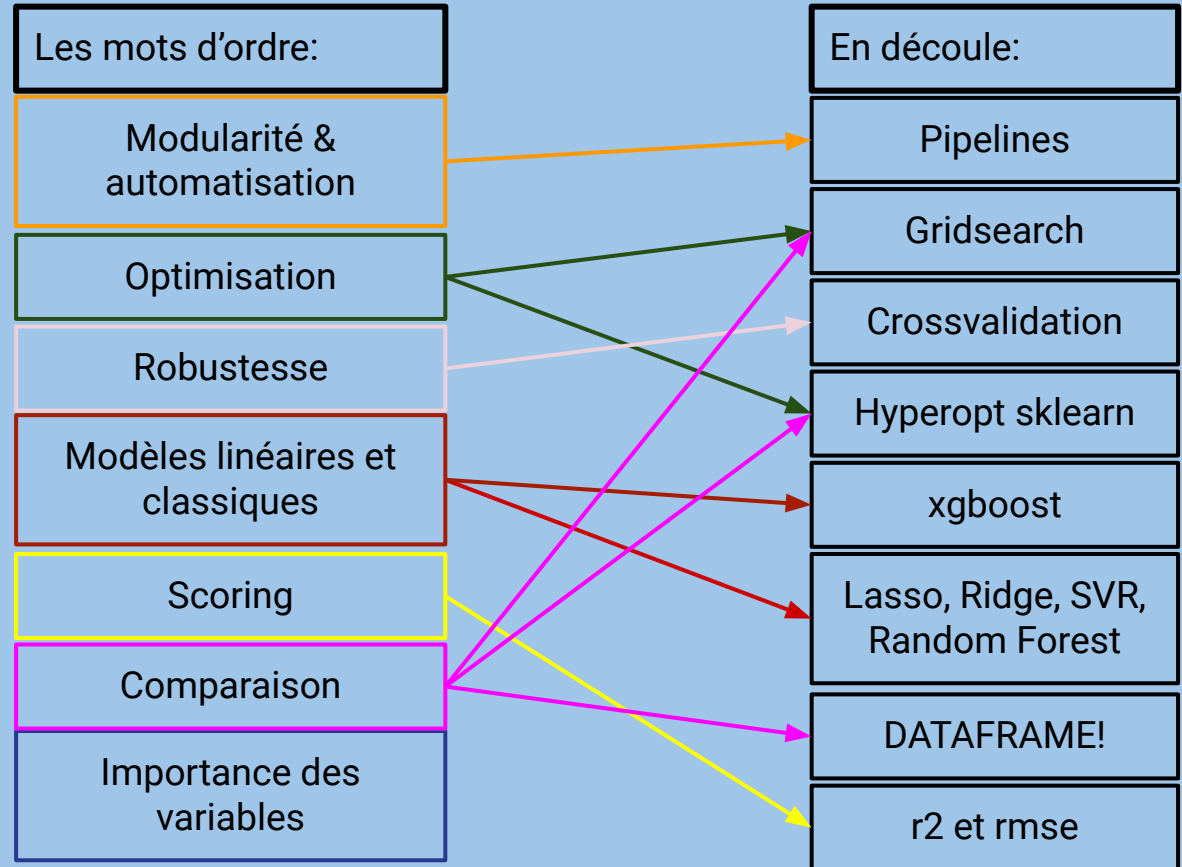 Les mots d'ordre:
Modularité &
automatisation
Optimisation
Robustesse
Modèles linéaires et
classiques
Scoring
Comparaison
Importance des
variables
En découle:
Pipelines
Gridsearch
Crossvalidation
Hyperopt sklearn
xgboost
Lasso, Ridge, SVR,
Random Forest
DATAFRAME!
r2 et rmse